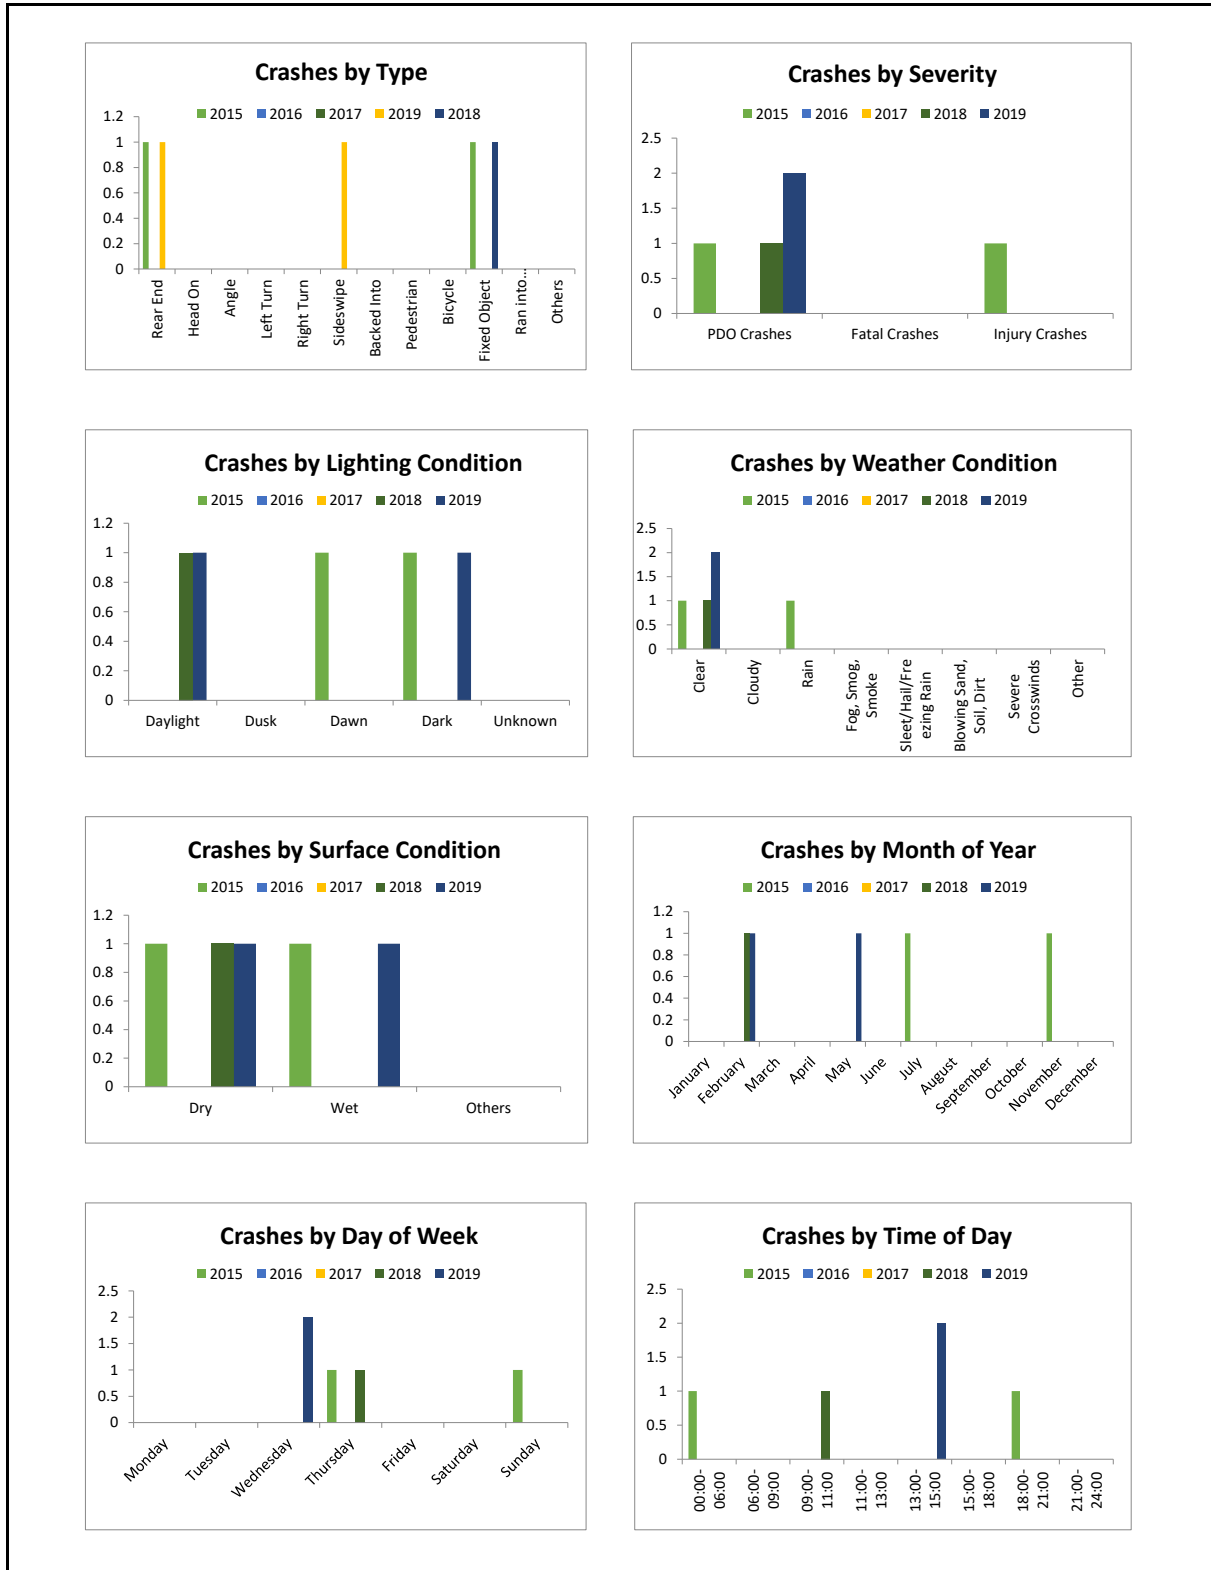 Crashes by Type
2015 2016 2017 2019 2018
1.2
1
0.8
0.6
0.4
0.2
0
Rear End
Head On
Angle
Left Turn
Right Turn
Sideswipe
Backed Into
Pedestrian
Bicycle
Fixed Object
Ran into...
Others
Crashes by Severity
2015 2016 2017 2018 2019
2.5
2
1.5
1
0.5
0
PDO Crashes Fatal Crashes Injury Crashes
Crashes by Lighting Condition
2015 2016 2017 2018 2019
1.2
1
0.8
0.6
0.4
0.2
0
Daylight Dusk Dawn Dark Unknown
Crashes by Weather Condition
2015 2016 2017 2018 2019
2.5
2
1.5
1
0.5
0
Clear
Cloudy
Rain
Fog, Smog,
Smoke
Sleet/Hail/Fre
ezing Rain
Blowing Sand,
Soil, Dirt
Severe
Crosswinds
Other
Crashes by Surface Condition
2015 2016 2017 2018 2019
1.2
1
0.8
0.6
0.4
0.2
0
Dry Wet Others
Crashes by Month of Year
2015 2016 2017 2018 2019
1.2
1
0.8
0.6
0.4
0.2
0
January
February
March
April
May
June
July
August
September
October
November
December
Crashes by Day of Week
2015 2016 2017 2018 2019
2.5
2
1.5
1
0.5
0
Monday
Tuesday
Wednesday
Thursday
Friday
Saturday
Sunday
Crashes by Time of Day
2015 2016 2017 2018 2019
2.5
2
1.5
1
0.5
0
00:00-
06:00
06:00-
09:00
09:00-
11:00
11:00-
13:00
13:00-
15:00
15:00-
18:00
18:00-
21:00
21:00-
24:00